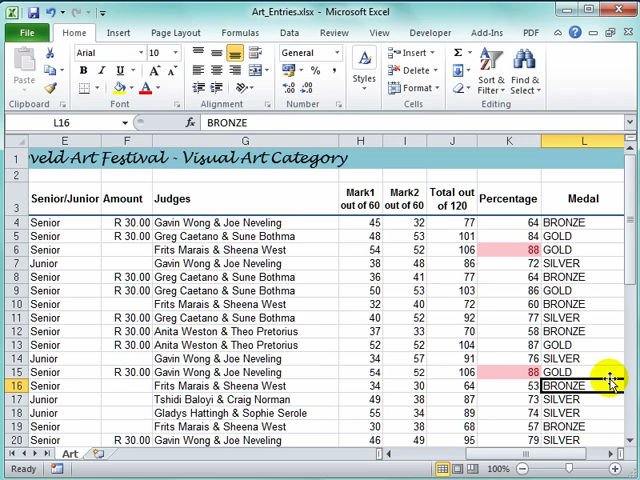 Art_Entries.xlsx - Microsoft Excel
File Home Insert Page Layout Formulas Data Review View Developer Add-Ins PDF
Paste Arial 10 General Styles Insert Delete Format Sort & Filter Find & Select
Clipboard Font Alignment Number Cells Editing
L16 fx BRONZE
E F G H I J K L
1 veld Art Festival - Visual Art Category
2
3 Senior/Junior Amount Judges Mark1 out of 60 Mark2 out of 60 Total out of 120 Percentage Medal
4 Senior R 30.00 Gavin Wong & Joe Neveling 45 32 77 64 BRONZE
5 Senior R 30.00 Greg Caetano & Sune Bothma 48 53 101 84 GOLD
6 Senior Frits Marais & Sheena West 54 52 106 88 GOLD
7 Junior Gavin Wong & Joe Neveling 38 48 86 72 SILVER
8 Senior R 30.00 Greg Caetano & Sune Bothma 36 41 77 64 BRONZE
9 Senior R 30.00 Greg Caetano & Sune Bothma 50 53 103 86 GOLD
10 Senior Frits Marais & Sheena West 32 40 72 60 BRONZE
11 Senior R 30.00 Greg Caetano & Sune Bothma 40 52 92 77 SILVER
12 Senior R 30.00 Anita Weston & Theo Pretorius 37 33 70 58 BRONZE
13 Senior R 30.00 Anita Weston & Theo Pretorius 52 52 104 87 GOLD
14 Junior Gavin Wong & Joe Neveling 34 57 91 76 SILVER
15 Senior R 30.00 Gavin Wong & Joe Neveling 54 52 106 88 GOLD
16 Senior Frits Marais & Sheena West 34 30 64 53 BRONZE
17 Junior Tshidi Baloyi & Craig Norman 49 38 87 73 SILVER
18 Junior Gladys Hattingh & Sophie Serole 55 34 89 74 SILVER
19 Senior Frits Marais & Sheena West 30 38 68 57 BRONZE
20 Senior R 30.00 Gavin Wong & Joe Neveling 46 49 95 79 SILVER
Art
Ready 100%